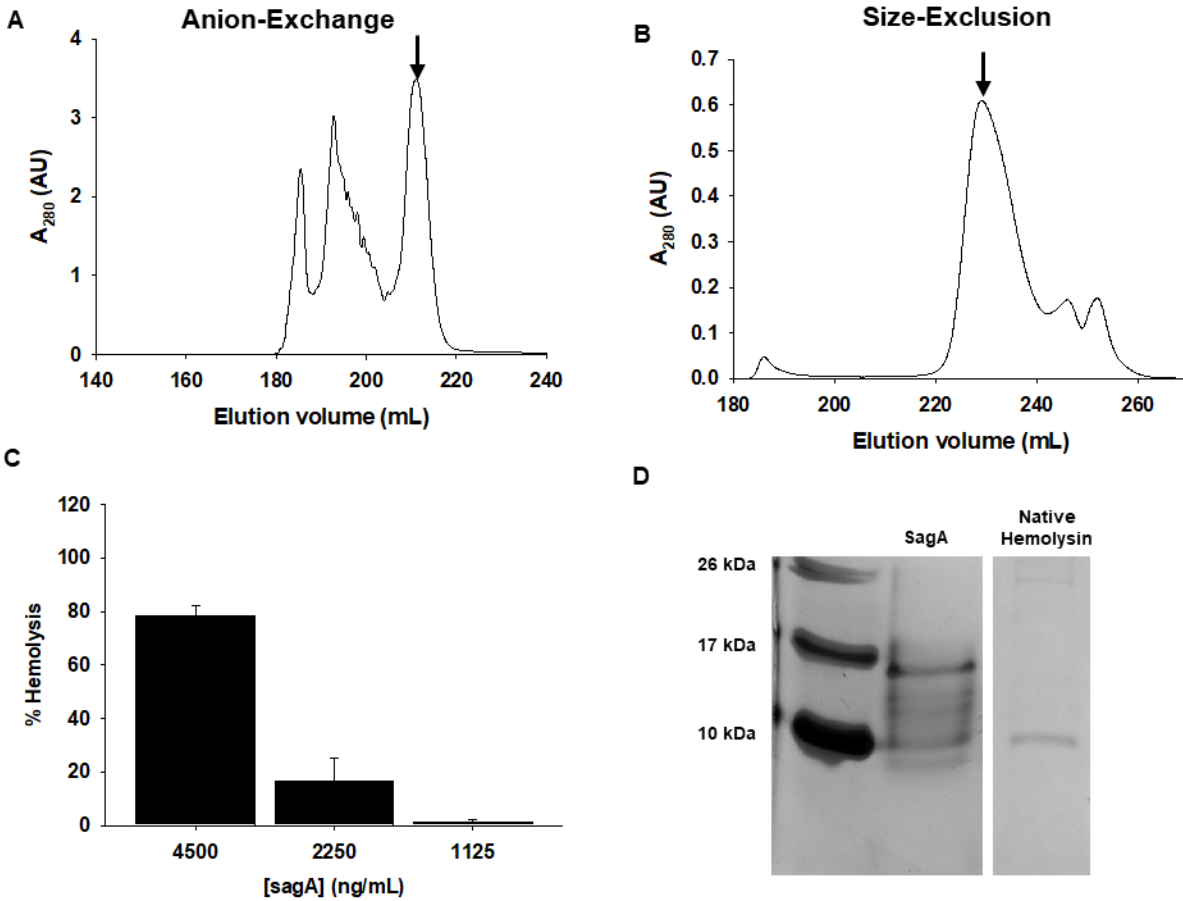 A
Anion-Exchange
4
3
2
1
0
A280 (AU)
140
160
180
200
220
240
Elution volume (mL)
B
Size-Exclusion
0.7
0.6
0.5
0.4
0.3
0.2
0.1
0.0
A280 (AU)
180
200
220
240
260
Elution volume (mL)
C
120
100
80
60
40
20
0
% Hemolysis
4500
2250
1125
[sagA] (ng/mL)
D
SagA
Native
Hemolysin
26 kDa
17 kDa
10 kDa